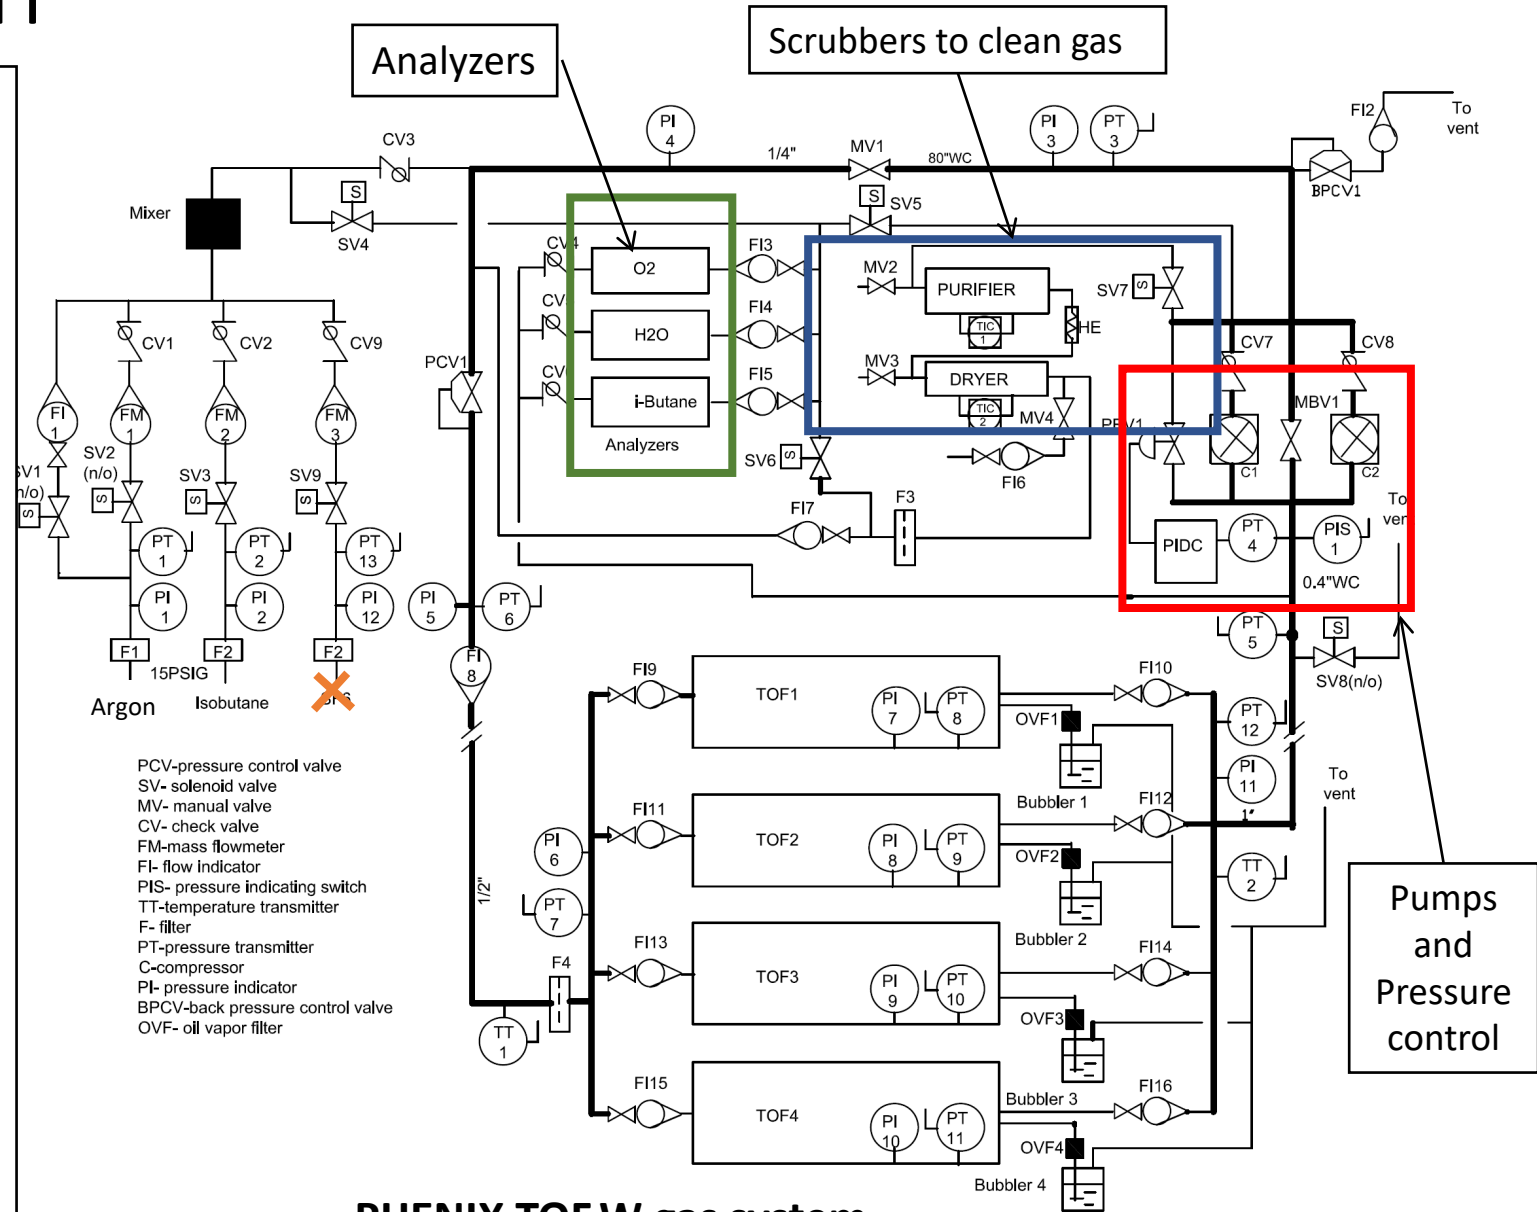 Analyzers
Scrubbers to clean gas
PI
4
PI
3
PT
3
FI2
To
vent
CV3
1/4"
MV1
80"WC
BPCV1
Mixer
S
SV4
S
SV5
O2
FI3
MV2
PURIFIER
SV7
S
TIC
1
HE
H2O
FI4
CV1
CV2
CV9
PCV1
CV7
CV8
MV3
DRYER
i-Butane
FI5
TIC
2
MV4
MBV1
Analyzers
FI
1
FM
1
FM
2
FM
3
SV2
(n/o)
SV3
SV9
S
S
S
S
SV6
S
FI6
C1
C2
To
FI7
F3
PT
1
PT
2
PT
13
PIDC
PT
4
PIS
1
0.4"WC
PI
1
PI
2
PI
12
PI
5
PT
6
PT
5
S
F1
F2
F2
15PSIG
Argon
Isobutane
SV8(n/o)
FI
8
FI9
TOF1
PI
7
PT
8
FI10
OVF1
PT
12
PI
11
1'
To
vent
Bubbler 1
FI11
TOF2
PI
8
PT
9
FI12
OVF2
PI
6
PT
7
TT
2
Bubbler 2
1/2"
F4
FI13
TOF3
PI
9
PT
10
FI14
OVF3
TT
1
Bubbler 3
FI15
TOF4
PI
10
PT
11
FI16
OVF4
Bubbler 4
PCV-pressure control valve
SV- solenoid valve
MV- manual valve
CV- check valve
FM-mass flowmeter
FI- flow indicator
PIS- pressure indicating switch
TT-temperature transmitter
F- filter
PT-pressure transmitter
C-compressor
PI- pressure indicator
BPCV-back pressure control valve
OVF- oil vapor filter
Pumps
and
Pressure
control
PHENIX TOF.W gas system